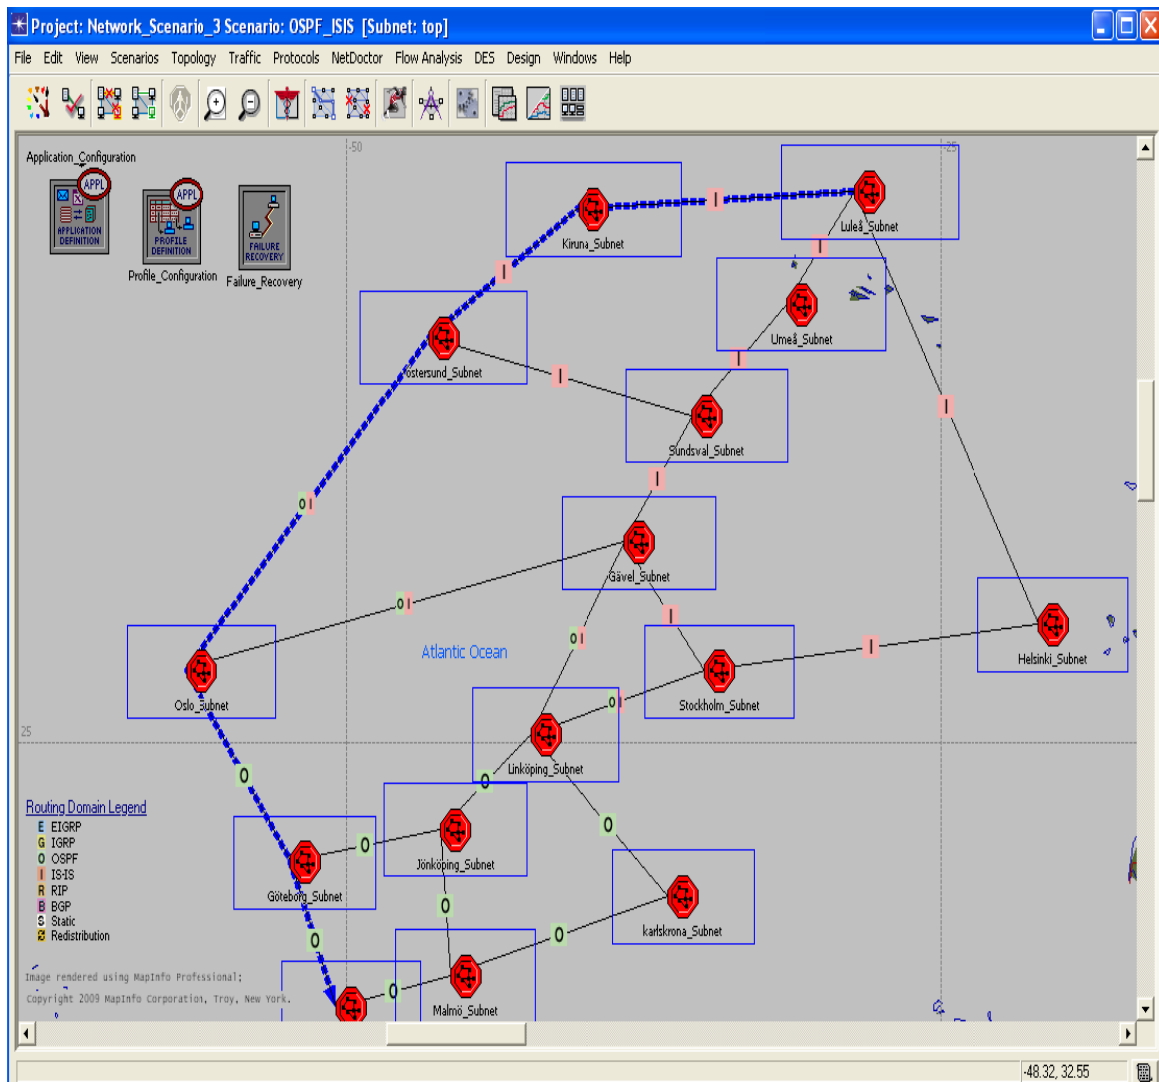 Project: Network_Scenario_3 Scenario: OSPF_ISIS [Subnet: top]
File Edit View Scenarios Topology Traffic Protocols NetDoctor Flow Analysis DES Design Windows Help
-50
-25
Application_Configuration
APPL
APPLICATION DEFINITION
APPL
PROFILE DEFINITION
FAILURE RECOVERY
Profile_Configuration
Failure_Recovery
Kiruna_Subnet
I
Luleå_Subnet
I
I
Umeå_Subnet
östersund_Subnet
I
I
Sundsval_Subnet
I
I
O I
Gävel_Subnet
O I
I
O I
Atlantic Ocean
I
Helsinki_Subnet
Oslo_Subnet
Stockholm_Subnet
O I
25
Linköping_Subnet
O
O
Routing Domain Legend
E EIGRP
G IGRP
O OSPF
I IS-IS
R RIP
B BGP
S Static
Redistribution
O
O
Jönköping_Subnet
Göteborg_Subnet
O
karlskrona_Subnet
O
O
Image rendered using MapInfo Professional;
Copyright 2009 MapInfo Corporation, Troy, New York.
O
Malmö_Subnet
-48.32, 32.55